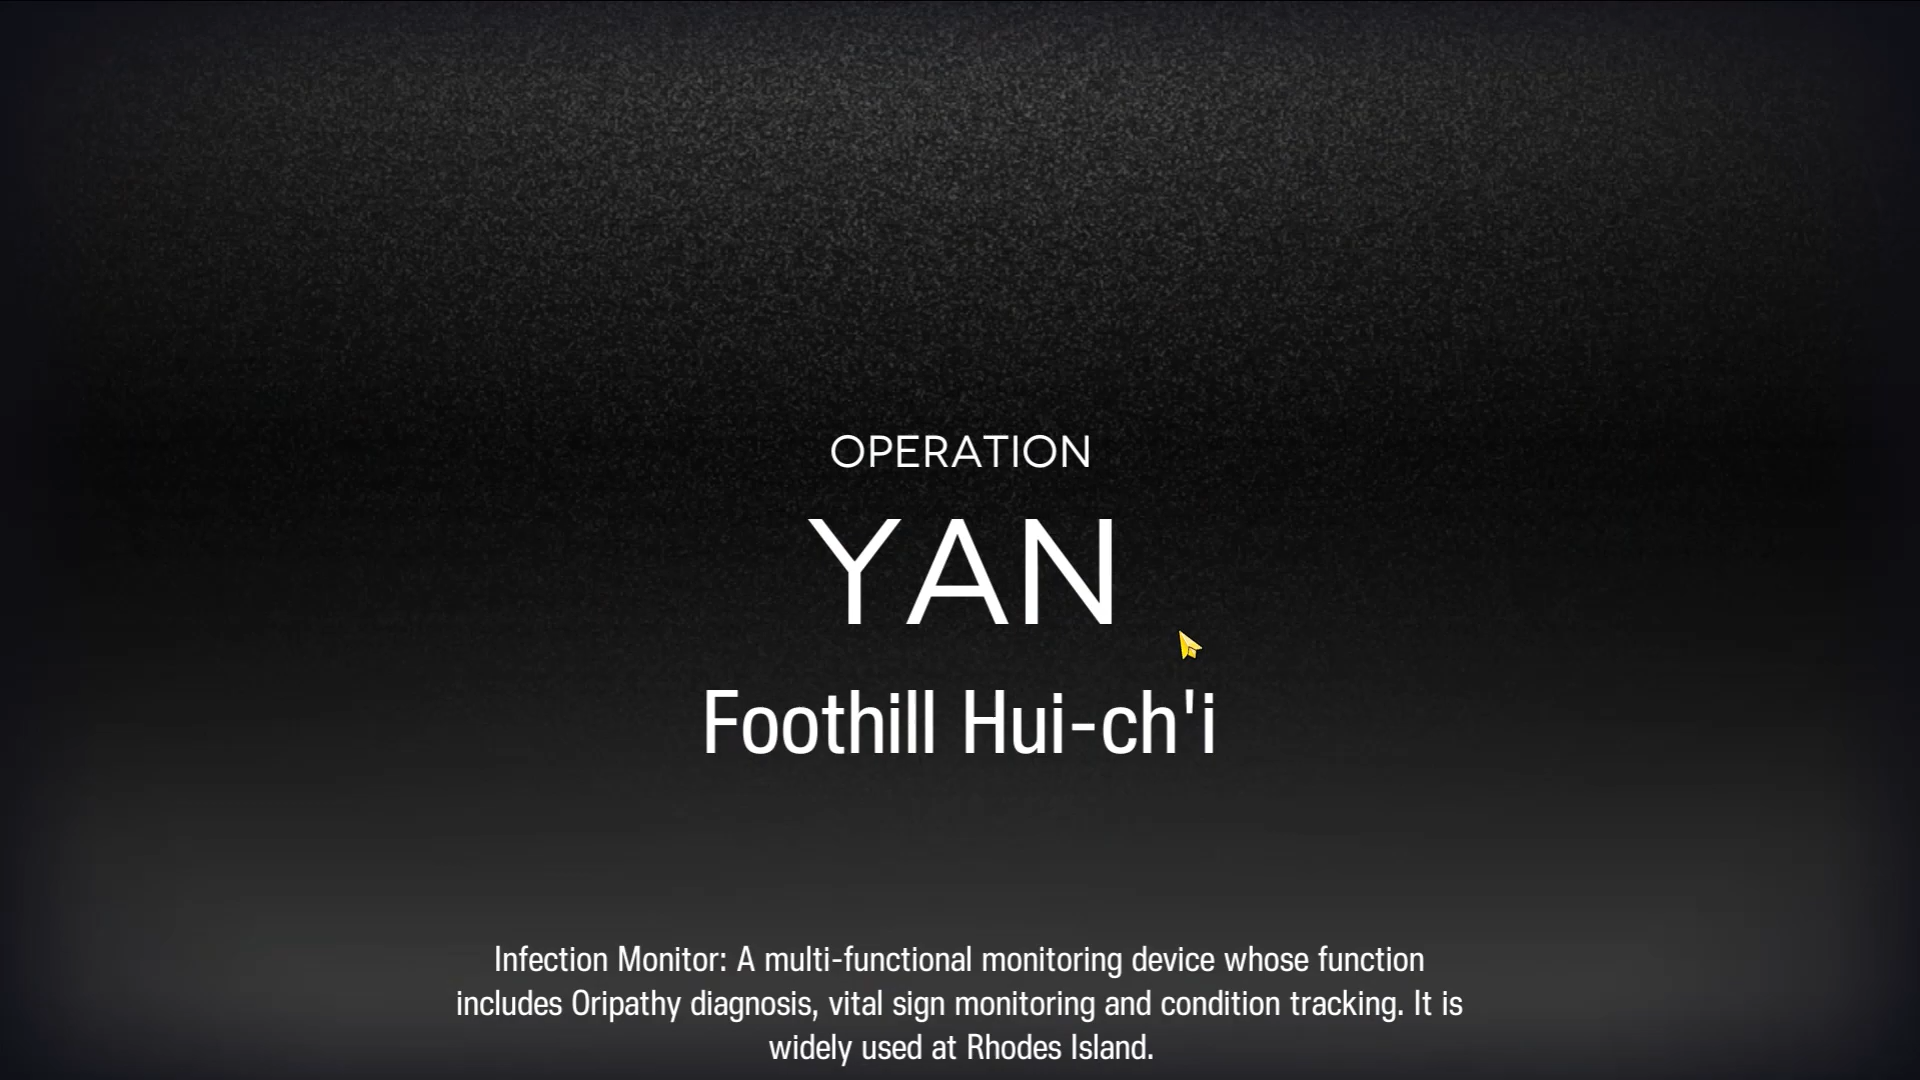 OPERATION
YAN
Foothill Hui-ch'i
Infection Monitor: A multi-functional monitoring device whose function
includes Oripathy diagnosis, vital sign monitoring and condition tracking. It is
widely used at Rhodes Island.